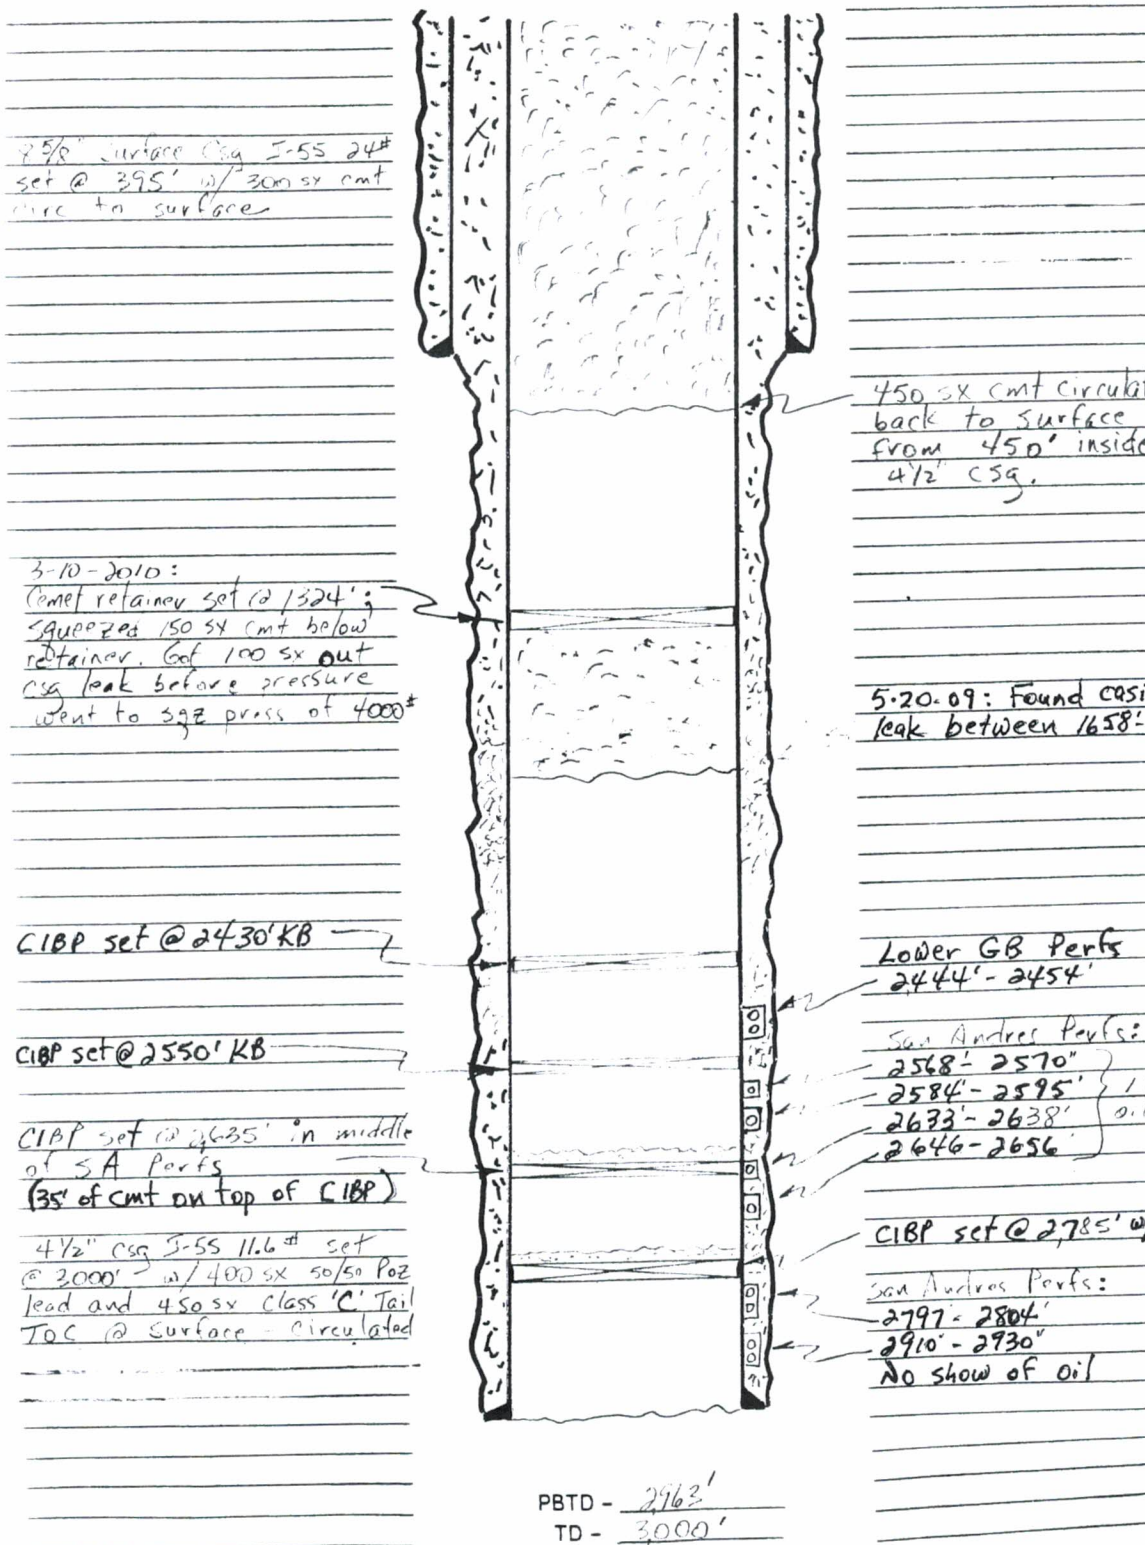 8 5/8" Surface Csg J-55 24#
set @ 395' w/ 300 sx cmt
circ to surface
3-10-2010:
Cemet retainer set @ 1324';
squeezed 150 sx cmt below
retainer. Got 100 sx out
csg leak before pressure
went to sqz press of 4000#
CIBP set @ 2430' KB
CIBP set @ 2550' KB
CIBP set @ 2,635' in middle
of SA Perfs
(35' of cmt on top of CIBP)
4 1/2" csg J-55 11.6# set
@ 3000' - w/ 400 sx 50/50 Poz
lead and 450 sx Class 'C' Tail
TOC @ Surface - Circulated
450 sx cmt circulat
back to surface
from 450' inside
4 1/2" csg.
5-20-09: Found casi
leak between 1658'-
Lower GB Perfs
2444' - 2454'
San Andres Perfs:
2568' - 2570"
2584' - 2595'
2633' - 2638'
2646 - 2656'
CIBP set @ 2,785' w
San Andres Perfs:
2797 - 2804'
2910' - 2930"
No show of oil
PBTD - 2963'
TD - 3000'